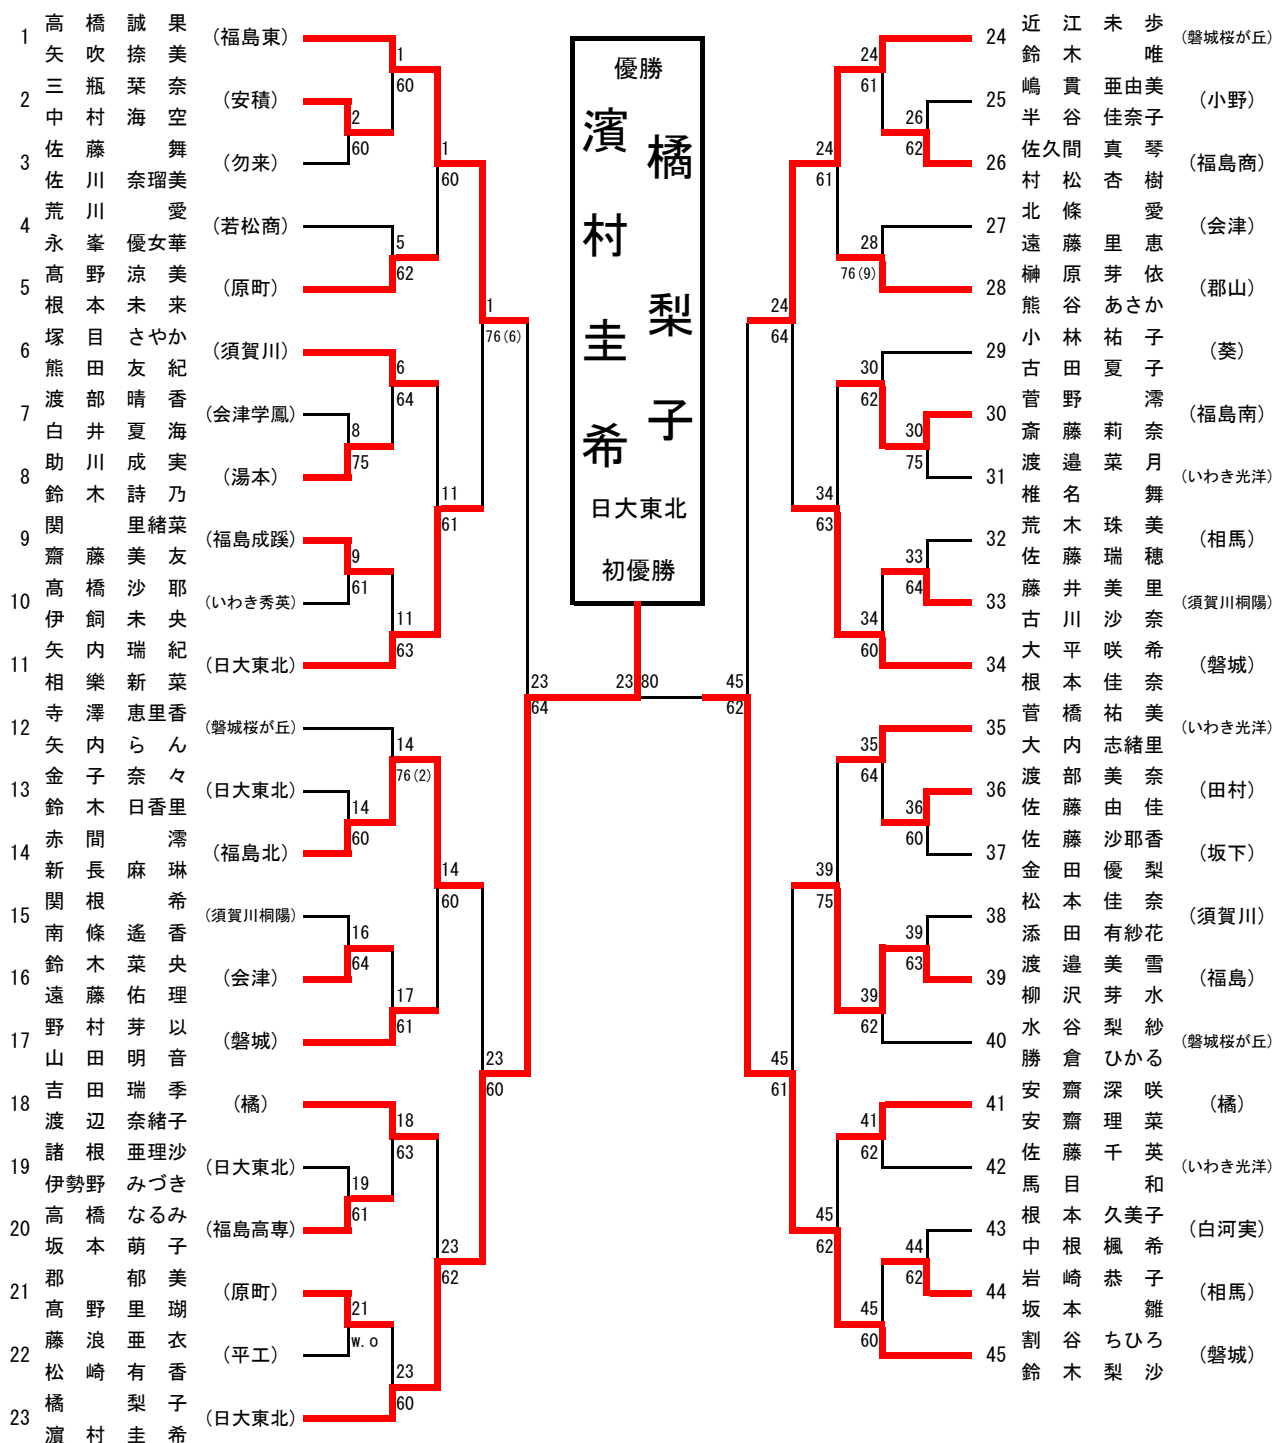 優勝
橘 梨子
濱村圭希
日大東北
初優勝
1 高橋誠果 (福島東)
矢吹捺美
2 三瓶栞奈 (安積)
中村海空
3 佐藤舞 (勿来)
佐川奈瑠美
4 荒川愛 (若松商)
永峯優女華
5 髙野涼美 (原町)
根本未来
6 塚目さやか (須賀川)
熊田友紀
7 渡部晴香 (会津学鳳)
白井夏海
8 助川成実 (湯本)
鈴木詩乃
9 関里緒菜 (福島成蹊)
齋藤美友
10 髙橋沙耶 (いわき秀英)
伊飼未央
11 矢内瑞紀 (日大東北)
相樂新菜
12 寺澤恵里香 (磐城桜が丘)
矢内らん
13 金子奈々 (日大東北)
鈴木日香里
14 赤間澪 (福島北)
新長麻琳
15 関根希 (須賀川桐陽)
南條遙香
16 鈴木菜央 (会津)
遠藤佑理
17 野村芽以 (磐城)
山田明音
18 吉田瑞季 (橘)
渡辺奈緒子
19 諸根亜理沙 (日大東北)
伊勢野みづき
20 高橋なるみ (福島高専)
坂本萌子
21 郡郁美 (原町)
髙野里瑚
22 藤浪亜衣 (平工)
松崎有香
23 橘梨子 (日大東北)
濵村圭希
1
60
2
60
1
60
5
62
1
76(6)
6
64
8
75
11
61
9
61
11
63
23
64
14
76(2)
14
60
14
60
16
64
17
61
23
60
18
63
19
61
23
62
21
w.o
23
60
23
80
45
62
24
61
26
62
24
61
28
76(9)
24
64
30
62
30
75
34
63
33
64
34
60
35
64
36
60
39
75
39
63
39
62
45
61
41
62
45
62
44
62
45
60
24 近江未歩 (磐城桜が丘)
鈴木唯
25 嶋貫亜由美 (小野)
半谷佳奈子
26 佐久間真琴 (福島商)
村松杏樹
27 北條愛 (会津)
遠藤里恵
28 榊原芽依 (郡山)
熊谷あさか
29 小林祐子 (葵)
古田夏子
30 菅野澪 (福島南)
斎藤莉奈
31 渡邉菜月 (いわき光洋)
椎名舞
32 荒木珠美 (相馬)
佐藤瑞穂
33 藤井美里 (須賀川桐陽)
古川沙奈
34 大平咲希 (磐城)
根本佳奈
35 菅橋祐美 (いわき光洋)
大内志緒里
36 渡部美奈 (田村)
佐藤由佳
37 佐藤沙耶香 (坂下)
金田優梨
38 松本佳奈 (須賀川)
添田有紗花
39 渡邉美雪 (福島)
柳沢芽水
40 水谷梨紗 (磐城桜が丘)
勝倉ひかる
41 安齋深咲 (橘)
安齋理菜
42 佐藤千英 (いわき光洋)
馬目和
43 根本久美子 (白河実)
中根楓希
44 岩崎恭子 (相馬)
坂本雛
45 割谷ちひろ (磐城)
鈴木梨沙